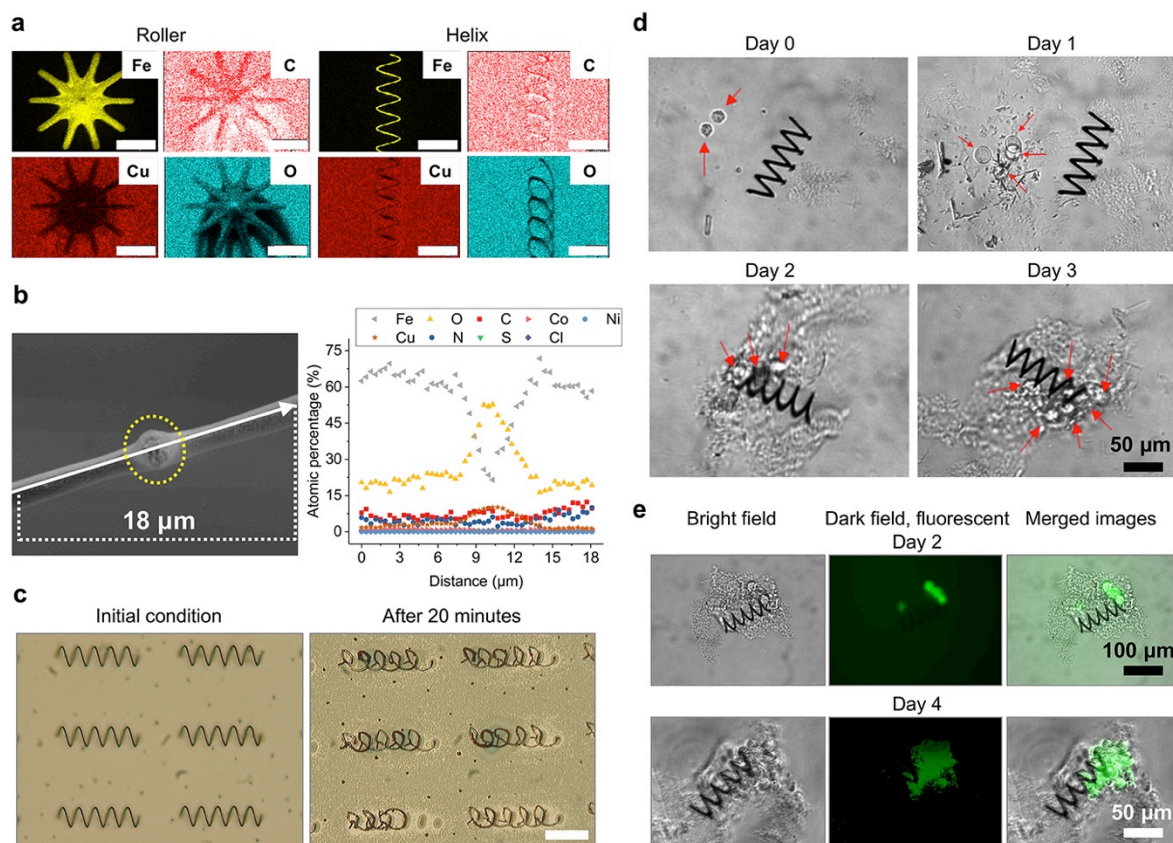 a
Roller Helix
Fe C Fe C
Cu O Cu O
b
18 µm
Fe O C Co Ni
Cu N S Cl
Atomic percentage (%)
75
60
45
30
15
0
0 3 6 9 12 15 18
Distance (µm)
c
Initial condition After 20 minutes
d
Day 0 Day 1
Day 2 Day 3
50 µm
e
Bright field Dark field, fluorescent Merged images
Day 2
100 µm
Day 4
50 µm